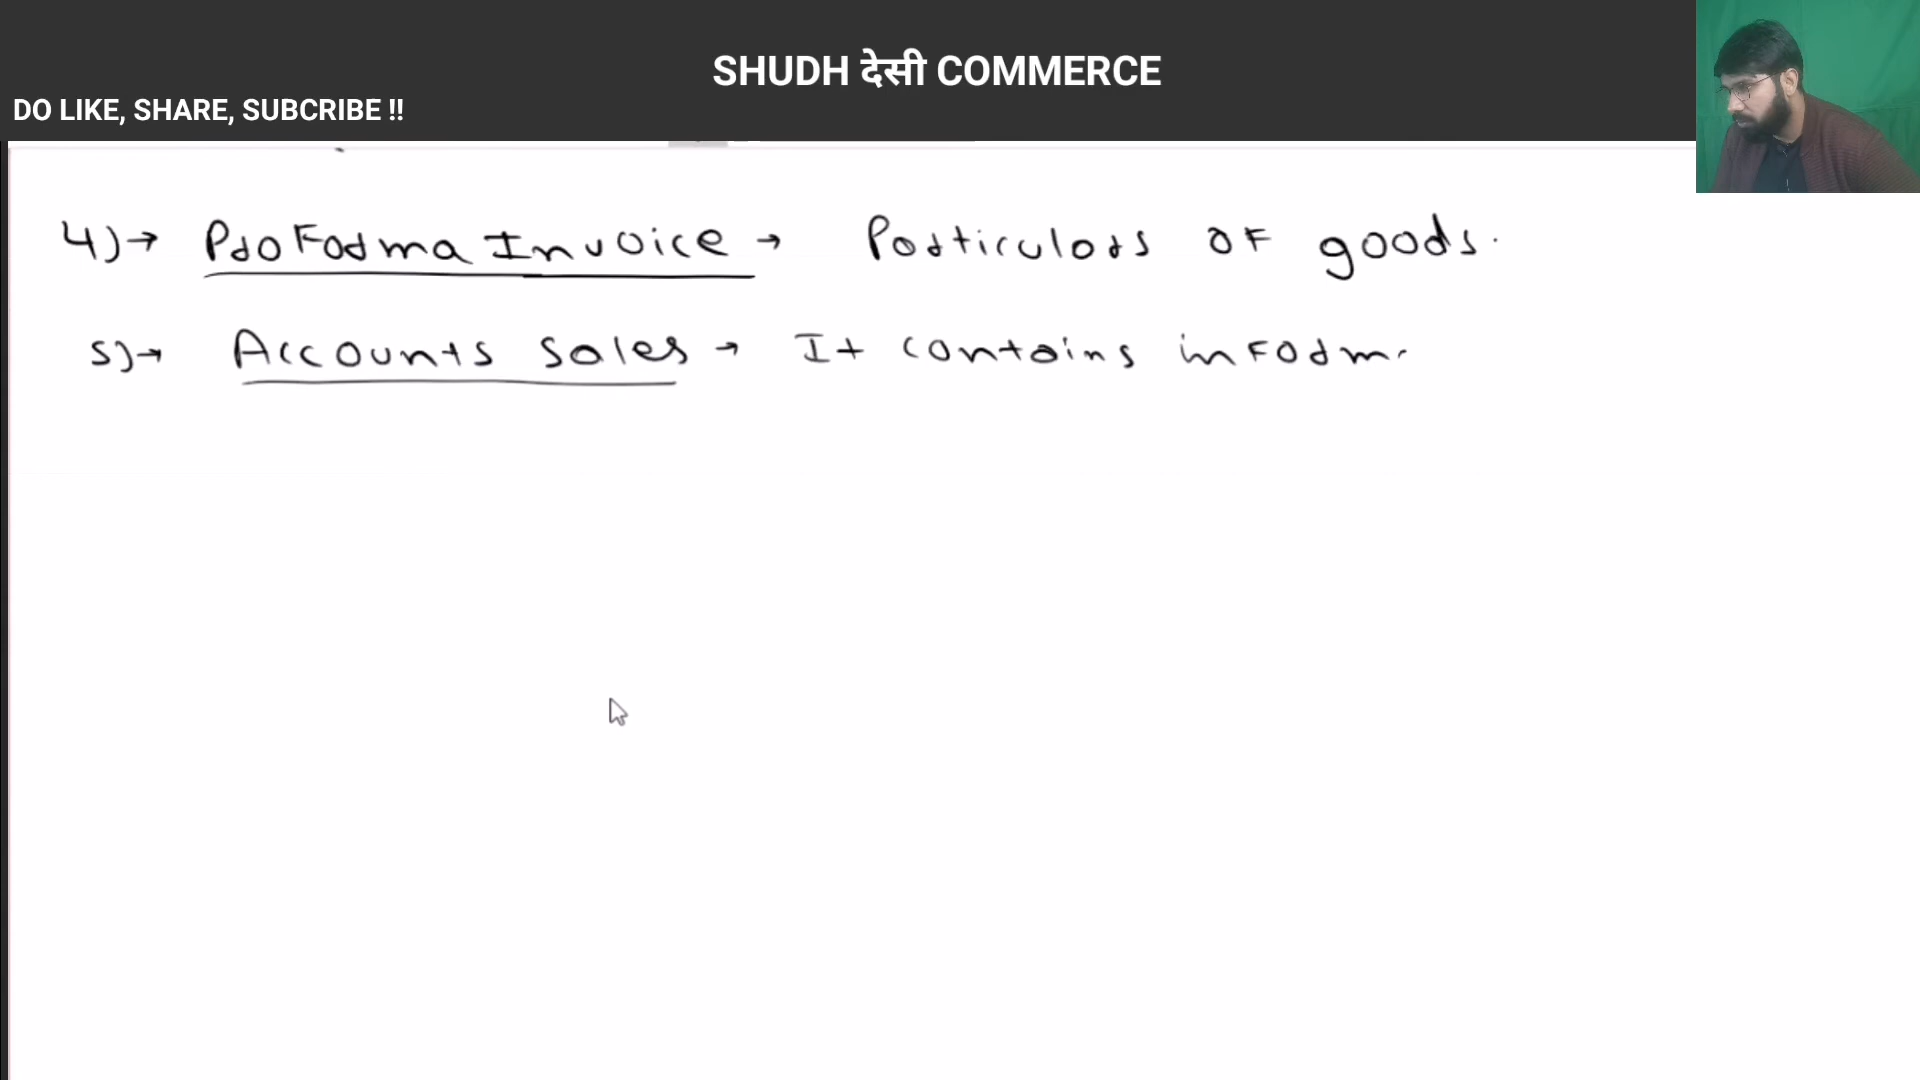 SHUDH देसी COMMERCE
DO LIKE, SHARE, SUBCRIBE !!
4)→ ProForma Invoice → Particulars of goods.
5)→ Accounts sales → It contains inform